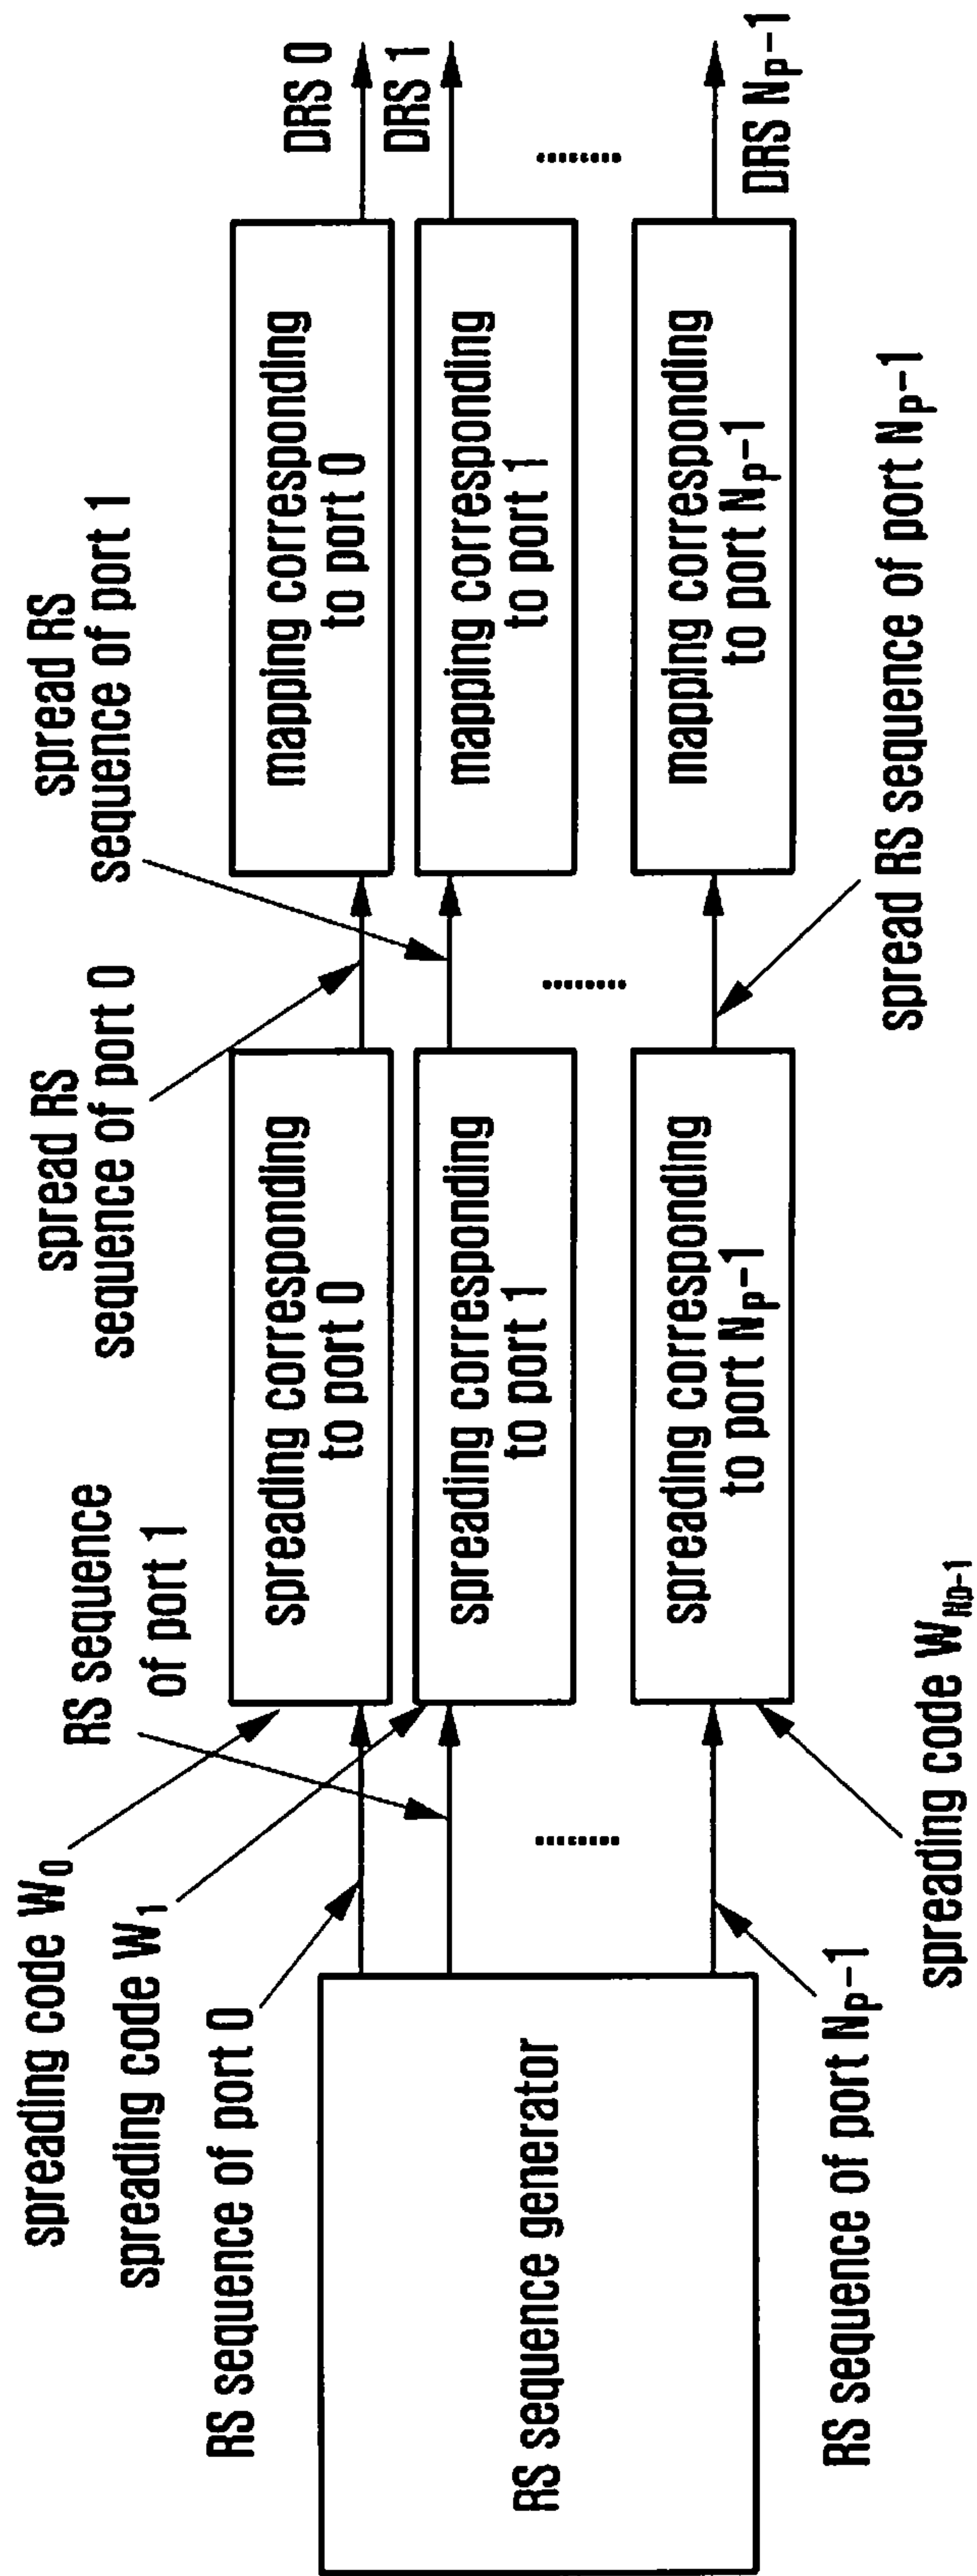 spreading code W₀
spreading code W₁
RS sequence of port 0
RS sequence
of port 1
RS sequence generator
RS sequence of port Nₚ-1
spreading code W_Np-1
spreading corresponding
to port 0
spreading corresponding
to port 1
........
spreading corresponding
to port Nₚ-1
spread RS
sequence of port 0
spread RS
sequence of port 1
........
spread RS sequence of port Nₚ-1
mapping corresponding
to port 0
mapping corresponding
to port 1
mapping corresponding
to port Nₚ-1
DRS 0
DRS 1
........
DRS Nₚ-1